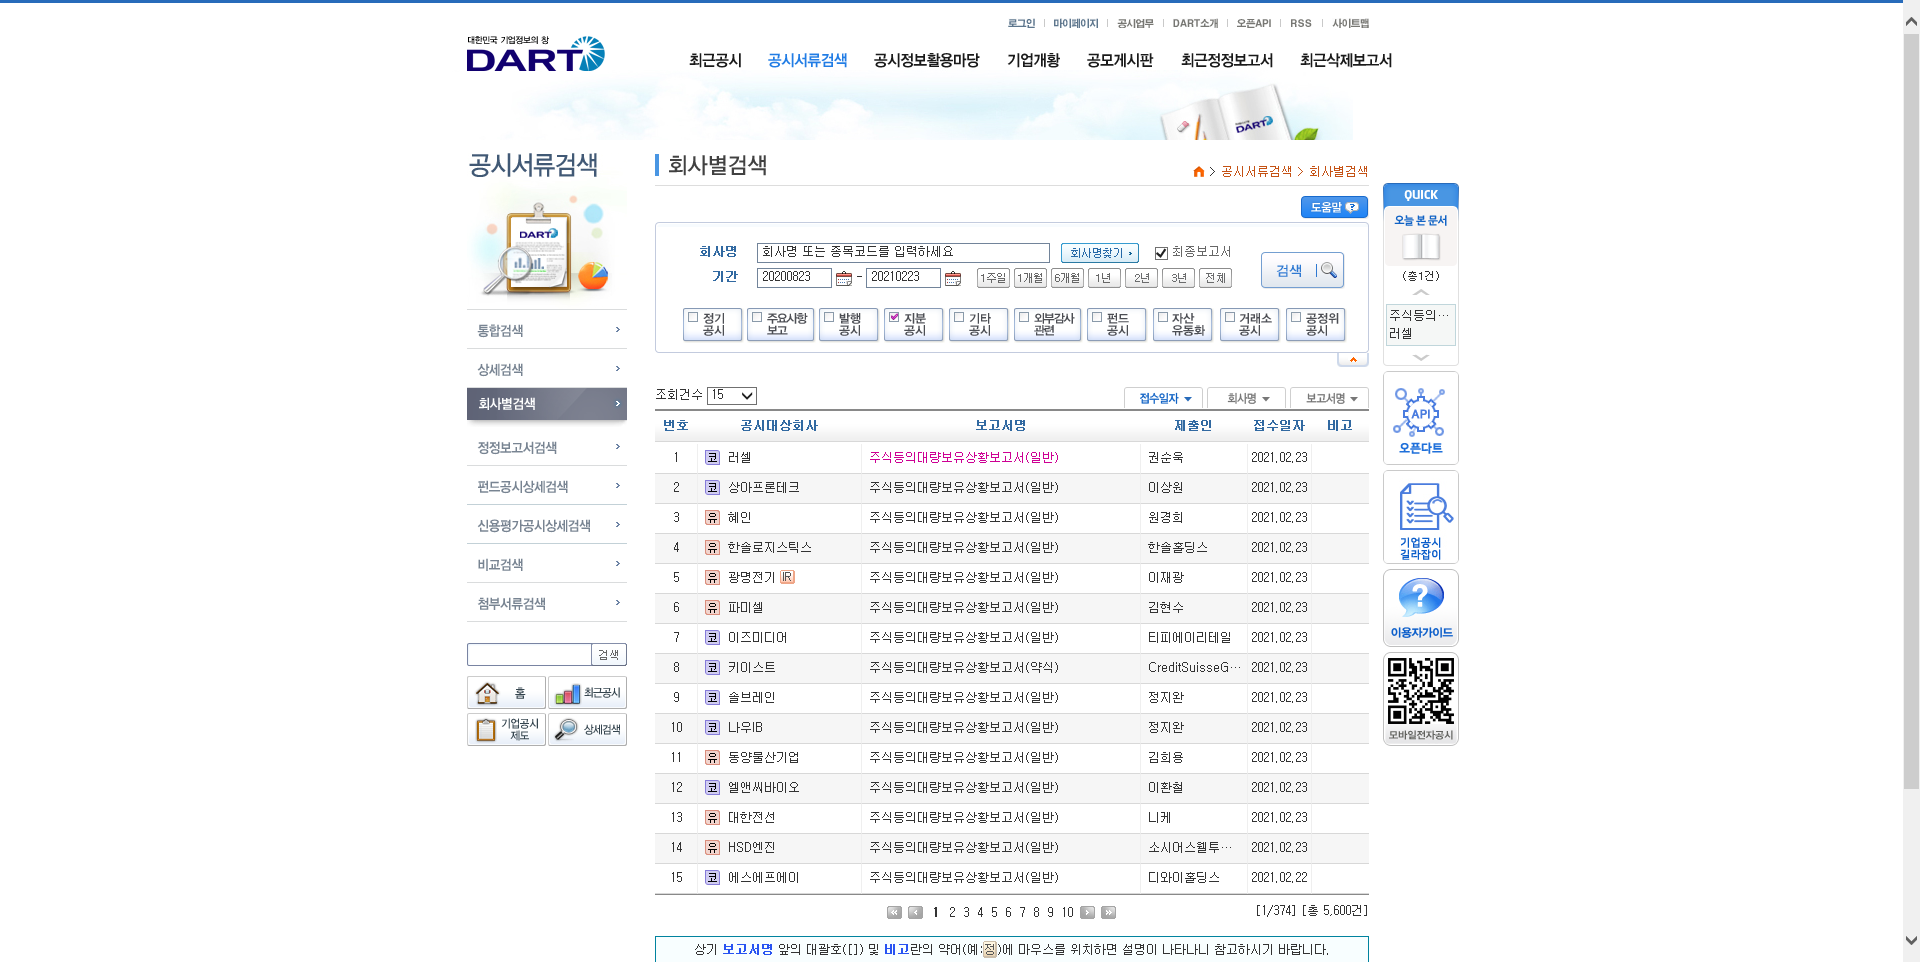 로그인 마이페이지 공시업무 DART소개 오픈API RSS 사이트맵
대한민국 기업정보의 창
DART
최근공시 공시서류검색 공시정보활용마당 기업개황 공모게시판 최근정정보고서 최근삭제보고서
DART
공시서류검색
DART
통합검색
상세검색
회사별검색
정정보고서검색
펀드공시상세검색
신용평가공시상세검색
비교검색
첨부서류검색
검색
홈 최근공시
기업공시 제도 상세검색
회사별검색
> 공시서류검색 > 회사별검색
도움말 ?
회사명 회사명 또는 종목코드를 입력하세요 회사명찾기 최종보고서
기간 20200823 - 20210223 1주일 1개월 6개월 1년 2년 3년 전체
검색
정기 공시 주요사항 보고 발행 공시 지분 공시 기타 공시 외부감사 관련 펀드 공시 자산 유동화 거래소 공시 공정위 공시
조회건수 15 접수일자 회사명 보고서명
번호 공시대상회사 보고서명 제출인 접수일자 비고
1 코 러셀 주식등의대량보유상황보고서(일반) 권순욱 2021.02.23
2 코 상아프론테크 주식등의대량보유상황보고서(일반) 이상원 2021.02.23
3 유 혜인 주식등의대량보유상황보고서(일반) 원경희 2021.02.23
4 유 한솔로지스틱스 주식등의대량보유상황보고서(일반) 한솔홀딩스 2021.02.23
5 유 광명전기 IR 주식등의대량보유상황보고서(일반) 이재광 2021.02.23
6 유 파미셀 주식등의대량보유상황보고서(일반) 김현수 2021.02.23
7 코 이즈미디어 주식등의대량보유상황보고서(일반) 티피에이리테일 2021.02.23
8 코 키이스트 주식등의대량보유상황보고서(약식) CreditSuisseG… 2021.02.23
9 코 솔브레인 주식등의대량보유상황보고서(일반) 정지완 2021.02.23
10 코 나우IB 주식등의대량보유상황보고서(일반) 정지완 2021.02.23
11 유 동양물산기업 주식등의대량보유상황보고서(일반) 김희용 2021.02.23
12 코 엘앤씨바이오 주식등의대량보유상황보고서(일반) 이환철 2021.02.23
13 유 대한전선 주식등의대량보유상황보고서(일반) 니케 2021.02.23
14 유 HSD엔진 주식등의대량보유상황보고서(일반) 소시어스웰투… 2021.02.23
15 코 에스에프에이 주식등의대량보유상황보고서(일반) 디와이홀딩스 2021.02.22
1 2 3 4 5 6 7 8 9 10
[1/374] [총 5,600건]
상기 보고서명 앞의 대괄호([]) 및 비고란의 약어(예:정)에 마우스를 위치하면 설명이 나타나니 참고하시기 바랍니다.
QUICK
오늘 본 문서
(총1건)
주식등의…
러셀
API
오픈다트
기업공시
길라잡이
?
이용자가이드
모바일전자공시